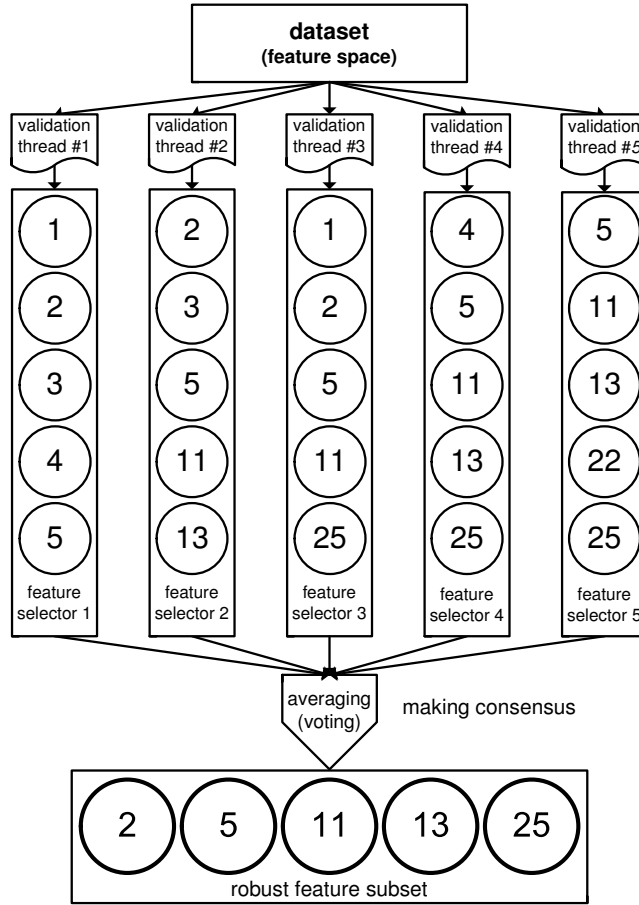 dataset
(feature space)
validation
thread #1
validation
thread #2
validation
thread #3
validation
thread #4
validation
thread #5
1
2
3
4
5
feature
selector 1
2
3
5
11
13
feature
selector 2
1
2
5
11
25
feature
selector 3
4
5
11
13
25
feature
selector 4
5
11
13
22
25
feature
selector 5
averaging
(voting)
making consensus
2 5 11 13 25
robust feature subset